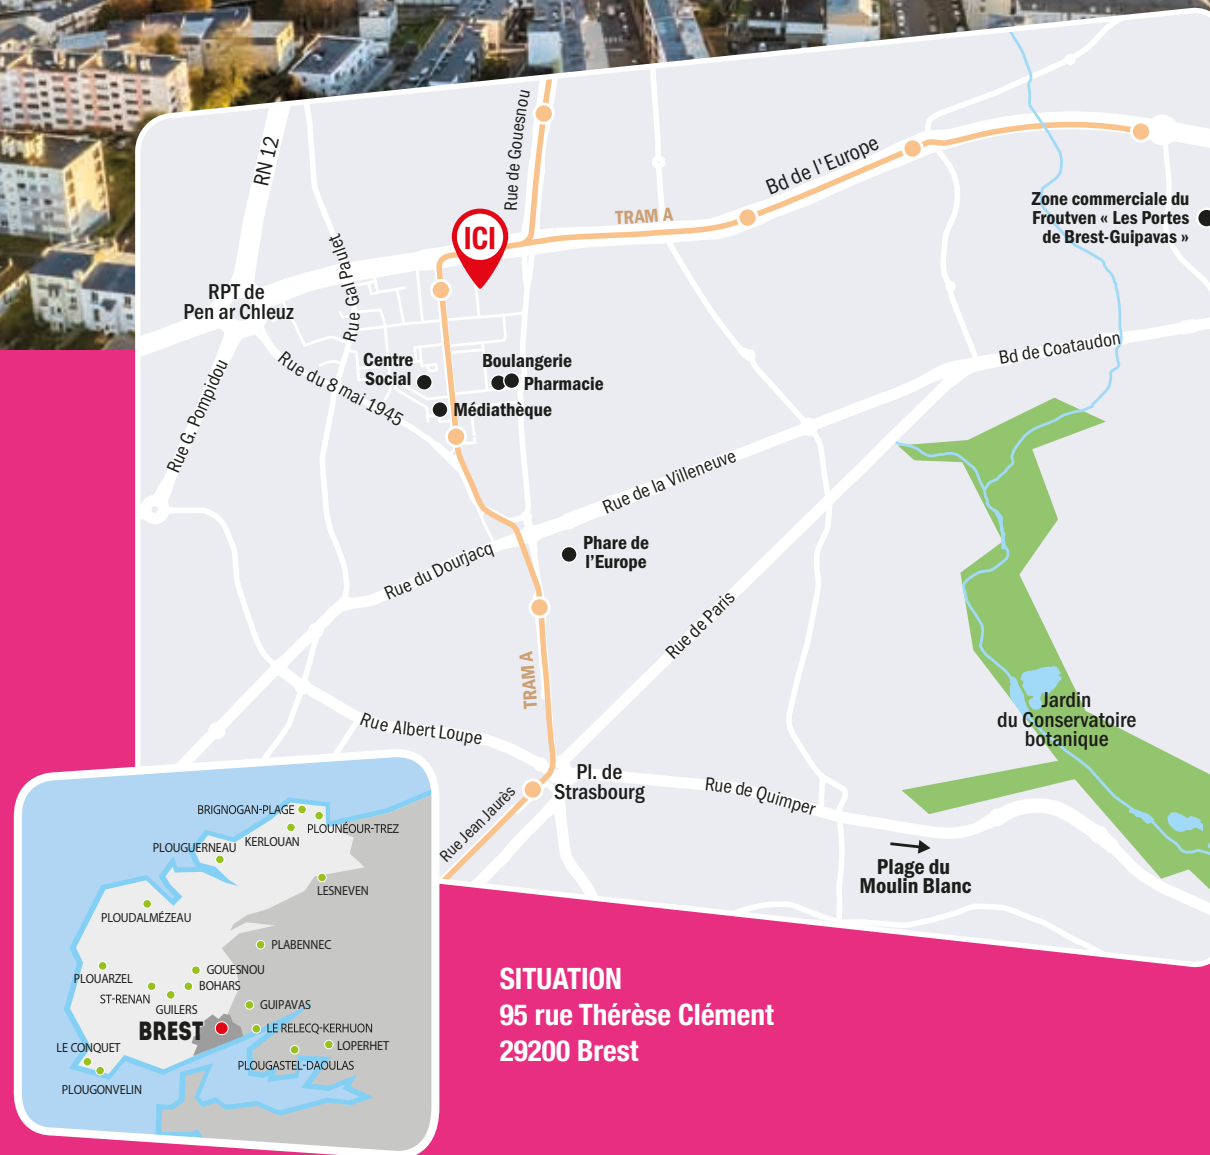 RN 12
Rue de Gouesnou
Bd de l'Europe
TRAM A
ICI
Zone commerciale du
Froutven « Les Portes
de Brest-Guipavas »
Rue Gal Paulet
RPT de
Pen ar Chleuz
Rue G. Pompidou
Rue du 8 mai 1945
Centre
Social
Boulangerie
Pharmacie
Médiathèque
Bd de Coataudon
Rue de la Villeneuve
Phare de
l'Europe
Rue du Dourjacq
Rue de Paris
TRAM A
Rue Albert Loupe
Jardin
du Conservatoire
botanique
Pl. de
Strasbourg
Rue de Quimper
Rue Jean Jaurès
Plage du
Moulin Blanc
BRIGNOGAN-PLAGE
PLOUNÉOUR-TREZ
KERLOUAN
PLOUGUERNEAU
LESNEVEN
PLOUDALMÉZEAU
PLABENNEC
PLOUARZEL
GOUESNOU
BOHARS
ST-RENAN
GUILERS
GUIPAVAS
BREST
LE RELECQ-KERHUON
LOPERHET
LE CONQUET
PLOUGASTEL-DAOULAS
PLOUGONVELIN
SITUATION
95 rue Thérèse Clément
29200 Brest